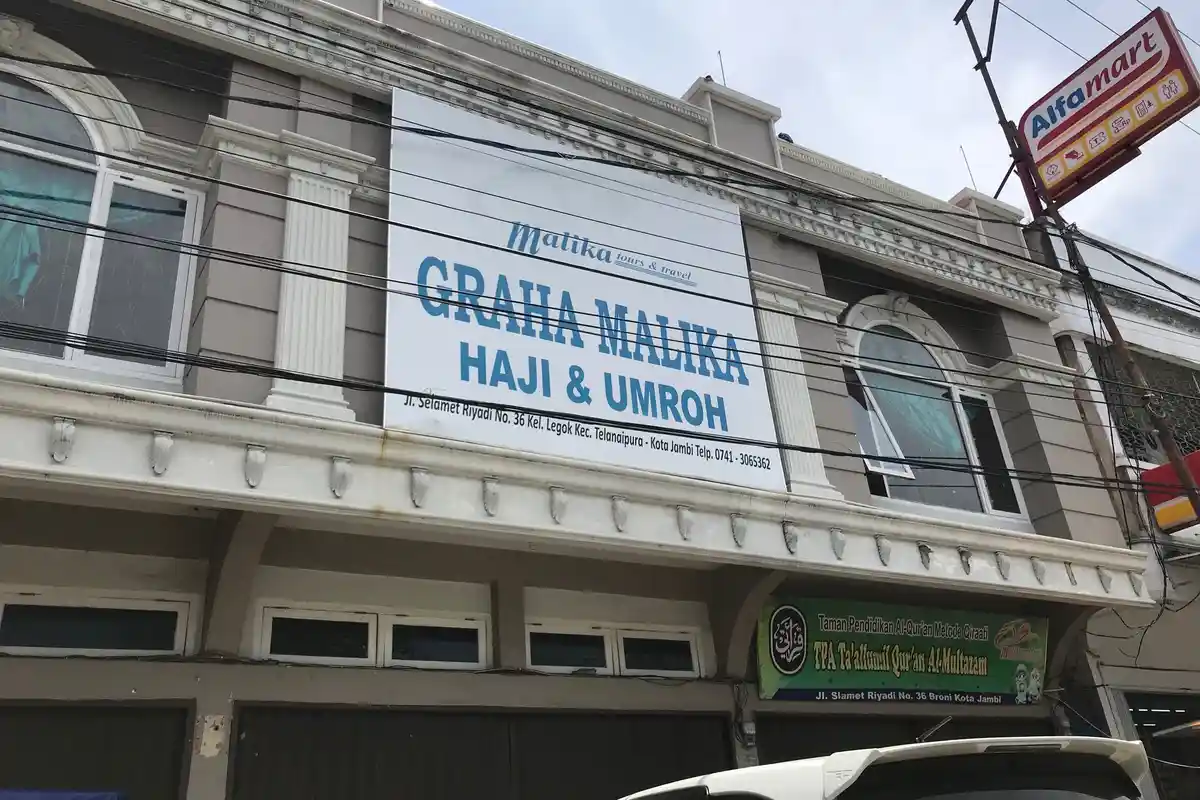 Malika tours & travel
GRAHA MALIKA
HAJI & UMROH
Jl. Selamet Riyadi No. 36 Kel. Legok Kec. Telanaipura - Kota Jambi Telp. 0741 - 3065362
Alfamart
Taman Pendidikan Al-Qur'an Metode Qiraati
TPA Ta'allumil Qur'an Al-Multazam
Jl. Slamet Riyadi No. 36 Broni Kota Jambi